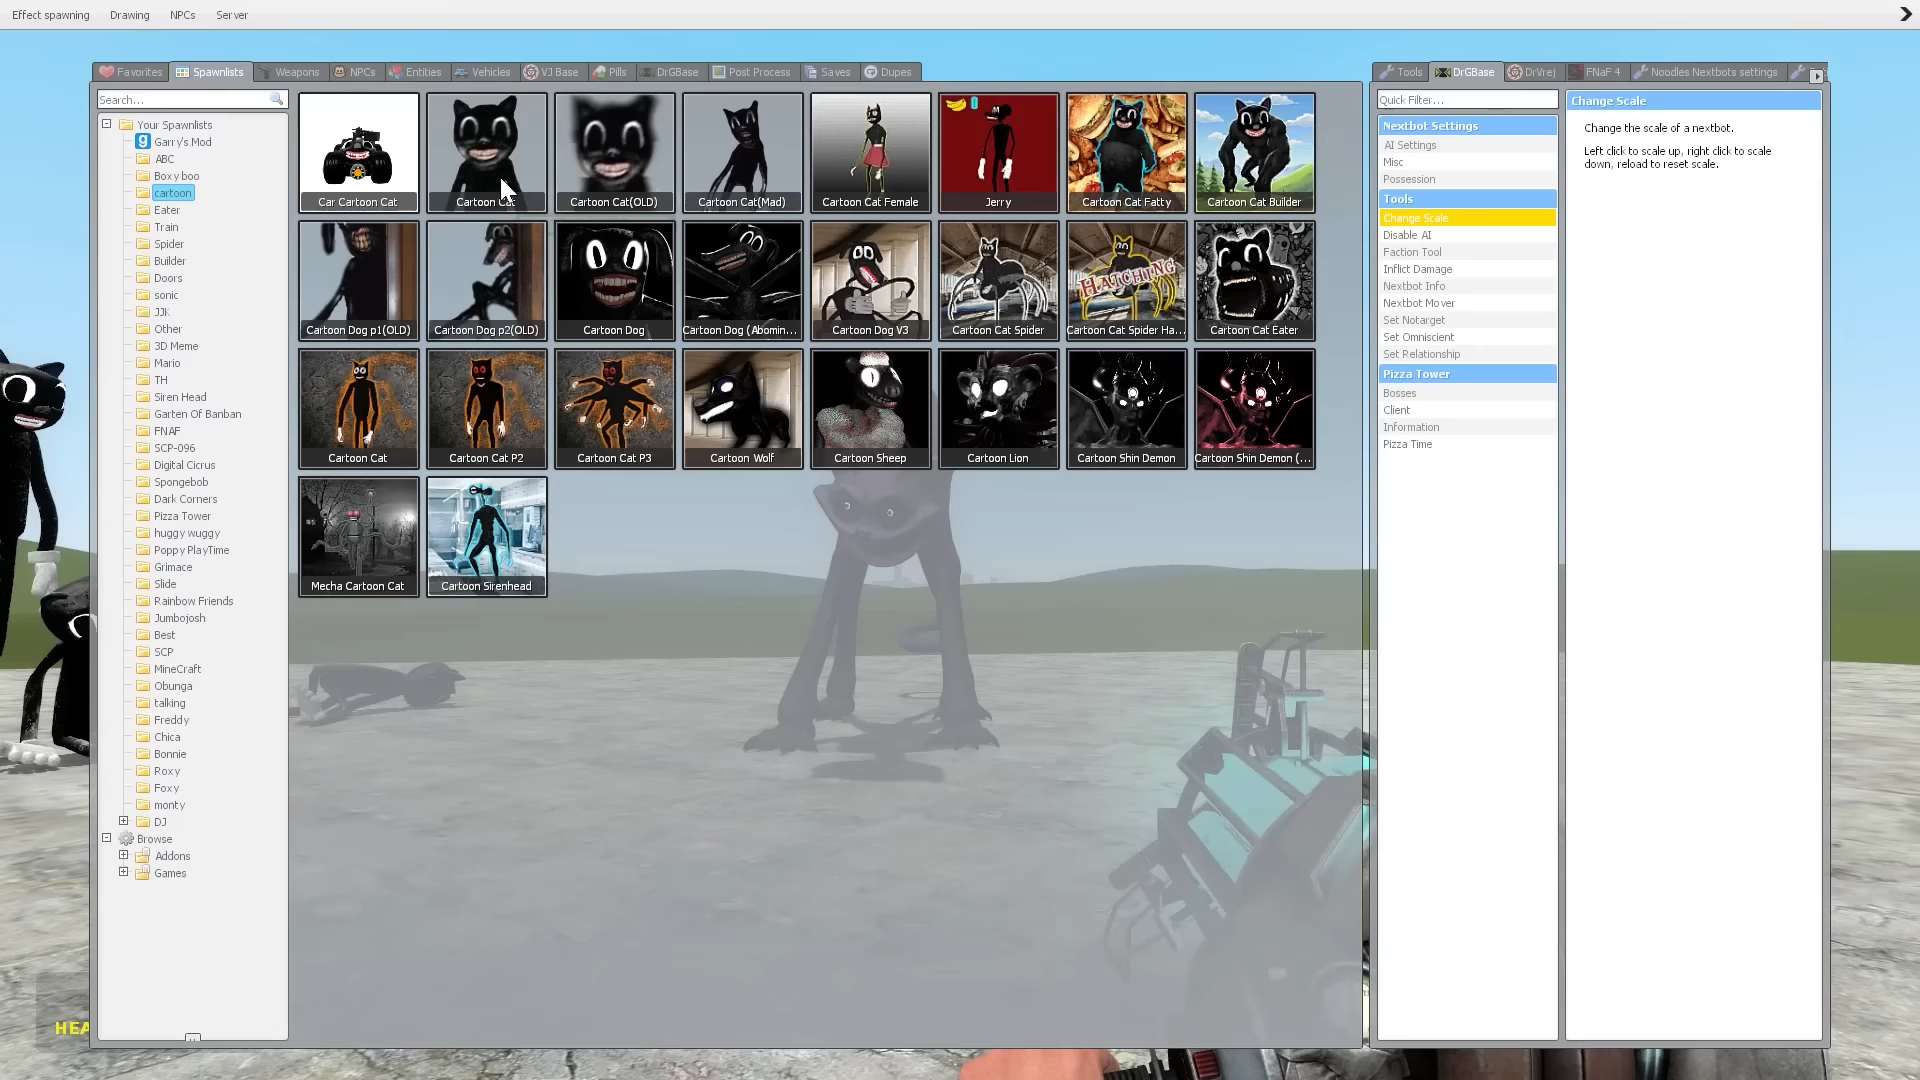 Effect spawning Drawing NPCs Server
Favorites Spawnlists Weapons NPCs Entities Vehicles VJ Base Pills DrGBase Post Process Saves Dupes
Search...
Your Spawnlists
Garry's Mod
ABC
Boxy boo
cartoon
Eater
Train
Spider
Builder
Doors
sonic
JJK
Other
3D Meme
Mario
TH
Siren Head
Garten Of Banban
FNAF
SCP-096
Digital Cicrus
Spongebob
Dark Corners
Pizza Tower
huggy wuggy
Poppy PlayTime
Grimace
Slide
Rainbow Friends
Jumbojosh
Best
SCP
MineCraft
Obunga
talking
Freddy
Chica
Bonnie
Roxy
Foxy
monty
DJ
Browse
Addons
Games
Car Cartoon Cat
Cartoon
Cartoon Cat(OLD)
Cartoon Cat(Mad)
Cartoon Cat Female
Jerry
Cartoon Cat Fatty
Cartoon Cat Builder
Cartoon Dog p1(OLD)
Cartoon Dog p2(OLD)
Cartoon Dog
Cartoon Dog (Abomin...
Cartoon Dog V3
Cartoon Cat Spider
HATCHING
Cartoon Cat Spider Ha...
Cartoon Cat Eater
Cartoon Cat
Cartoon Cat P2
Cartoon Cat P3
Cartoon Wolf
Cartoon Sheep
Cartoon Lion
Cartoon Shin Demon
Cartoon Shin Demon (...
Mecha Cartoon Cat
Cartoon Sirenhead
Tools DrGBase DrVrej FNaF 4 Noodles Nextbots settings
Quick Filter...
Nextbot Settings
AI Settings
Misc
Possession
Tools
Change Scale
Disable AI
Faction Tool
Inflict Damage
Nextbot Info
Nextbot Mover
Set Notarget
Set Omniscient
Set Relationship
Pizza Tower
Bosses
Client
Information
Pizza Time
Change Scale
Change the scale of a nextbot.
Left click to scale up, right click to scale
down, reload to reset scale.
HEA